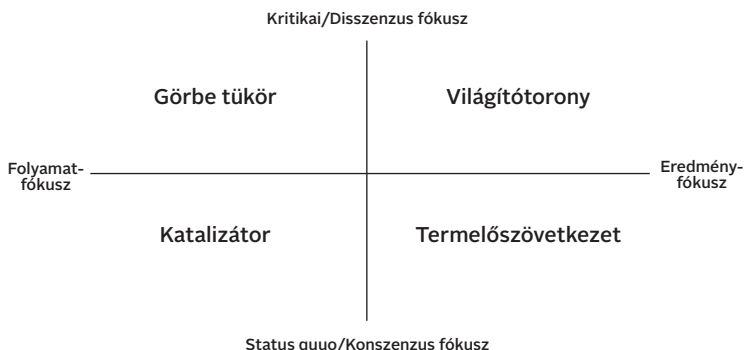 Kritikai/Disszenzus fókusz
Görbe tükör
Világítótorony
Folyamat-
fókusz
Eredmény-
fókusz
Katalizátor
Termelőszövetkezet
Status quo/Konszenzus fókusz